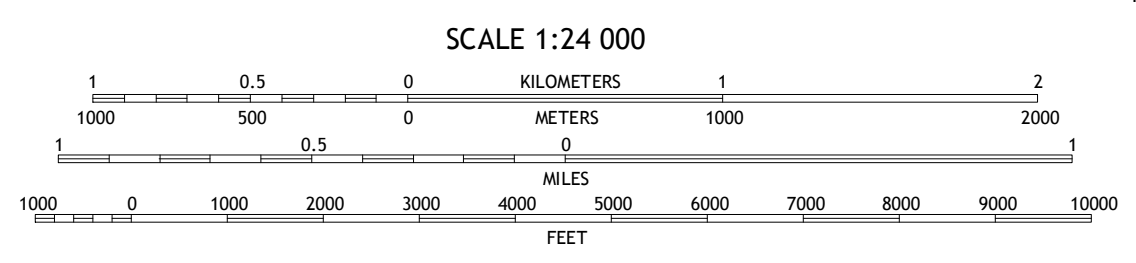 SCALE 1:24 000
1 0.5 0 KILOMETERS 1 2
1000 500 0 METERS 1000 2000
1 0.5 0 1
MILES
1000 0 1000 2000 3000 4000 5000 6000 7000 8000 9000 10000
FEET